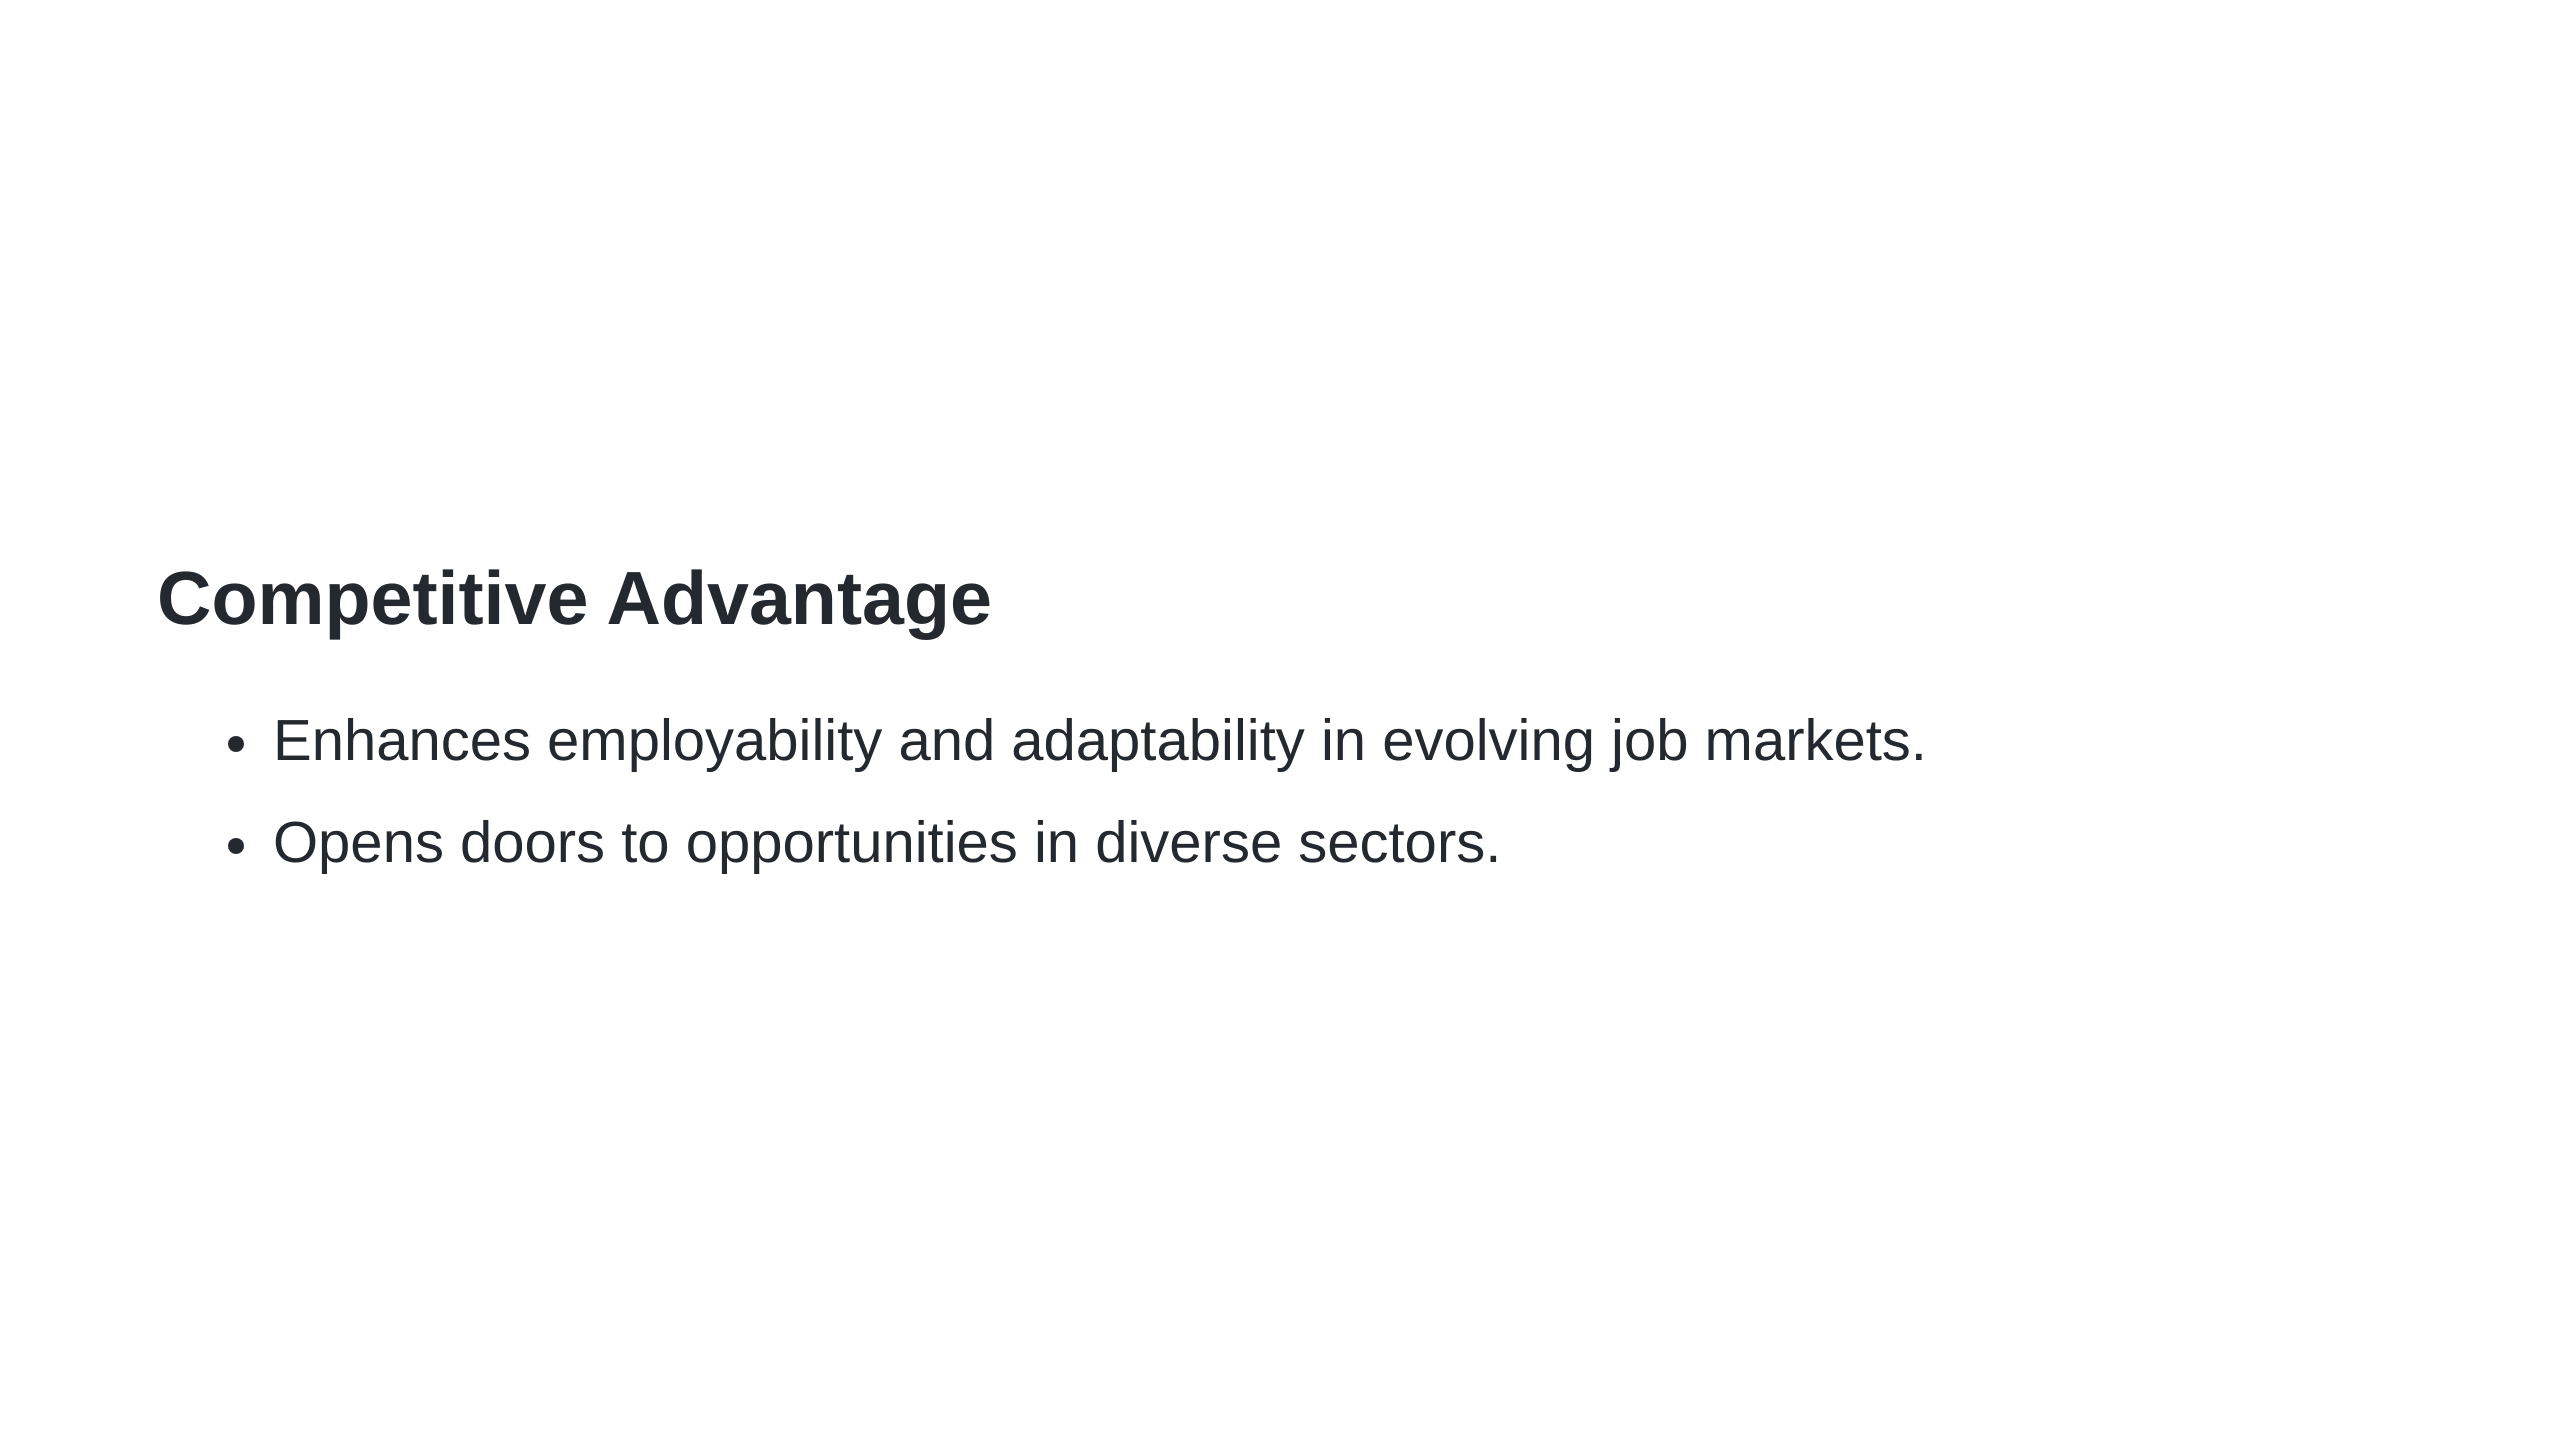 Competitive Advantage
• Enhances employability and adaptability in evolving job markets.
• Opens doors to opportunities in diverse sectors.